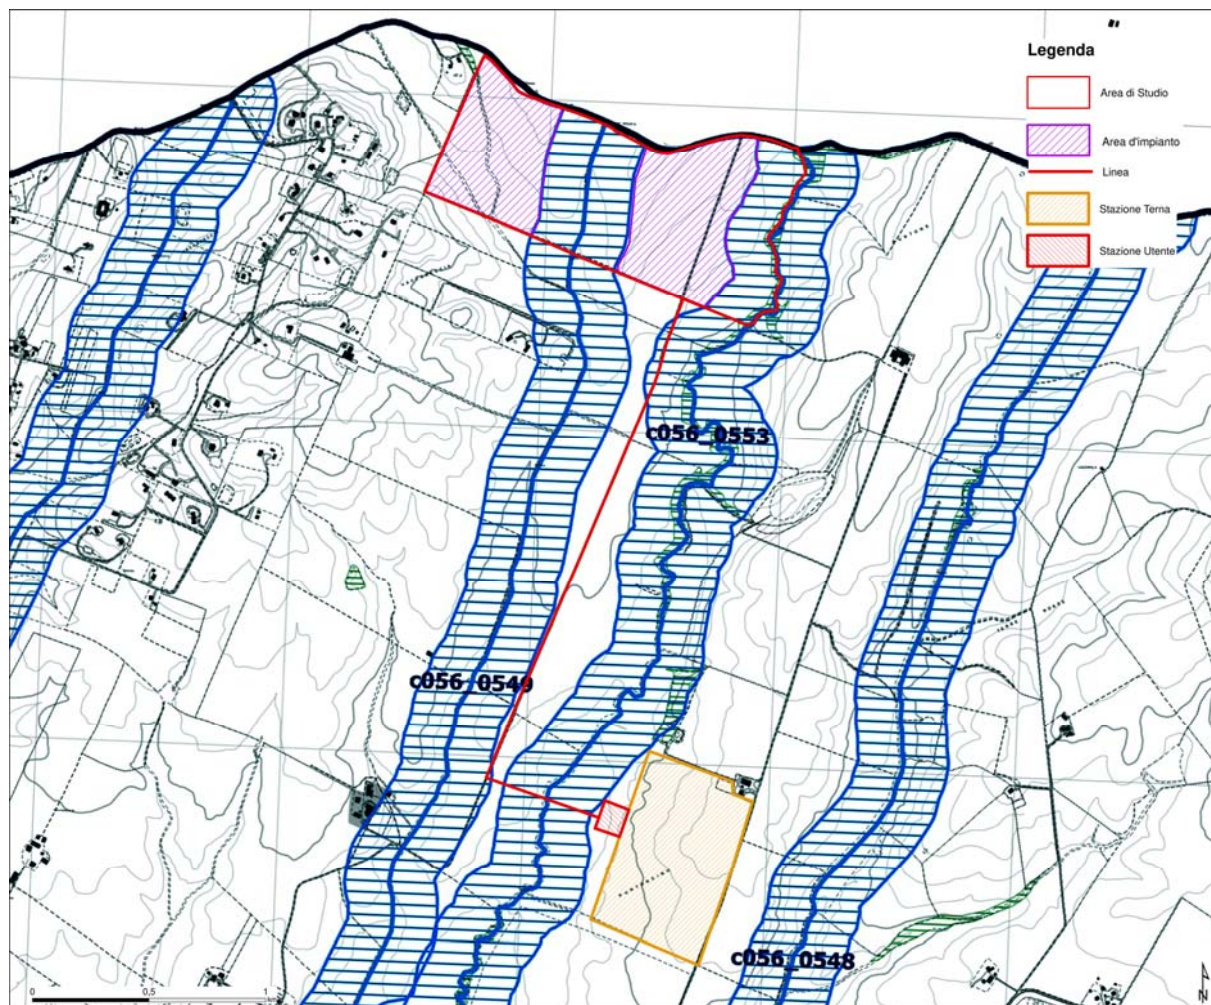 Legenda
Area di Studio
Area d'impianto
Linea
Stazione Terna
Stazione Utente
c056_0553
c056_0549
c056_0548
0 0,5 1
N